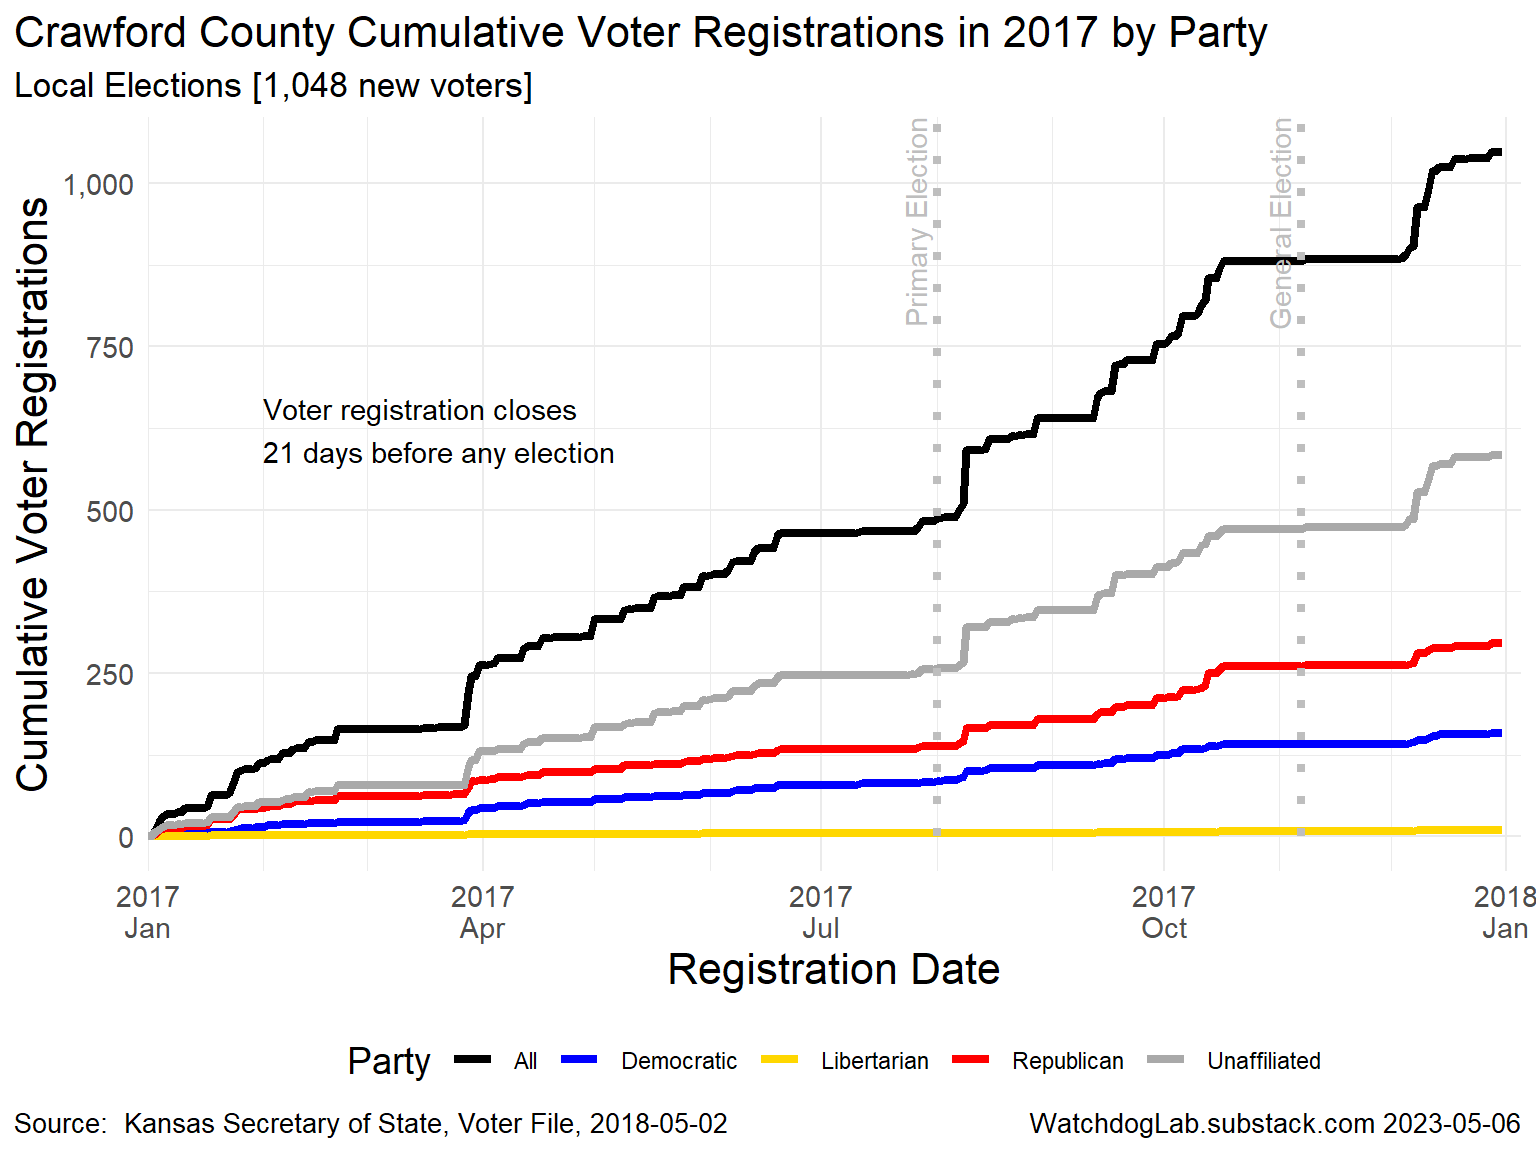 Crawford County Cumulative Voter Registrations in 2017 by Party
Local Elections [1,048 new voters]
Cumulative Voter Registrations
1,000
750
500
250
0
Primary Election
General Election
Voter registration closes
21 days before any election
2017
Jan
2017
Apr
2017
Jul
2017
Oct
2018
Jan
Registration Date
Party All Democratic Libertarian Republican Unaffiliated
Source:  Kansas Secretary of State, Voter File, 2018-05-02
WatchdogLab.substack.com 2023-05-06